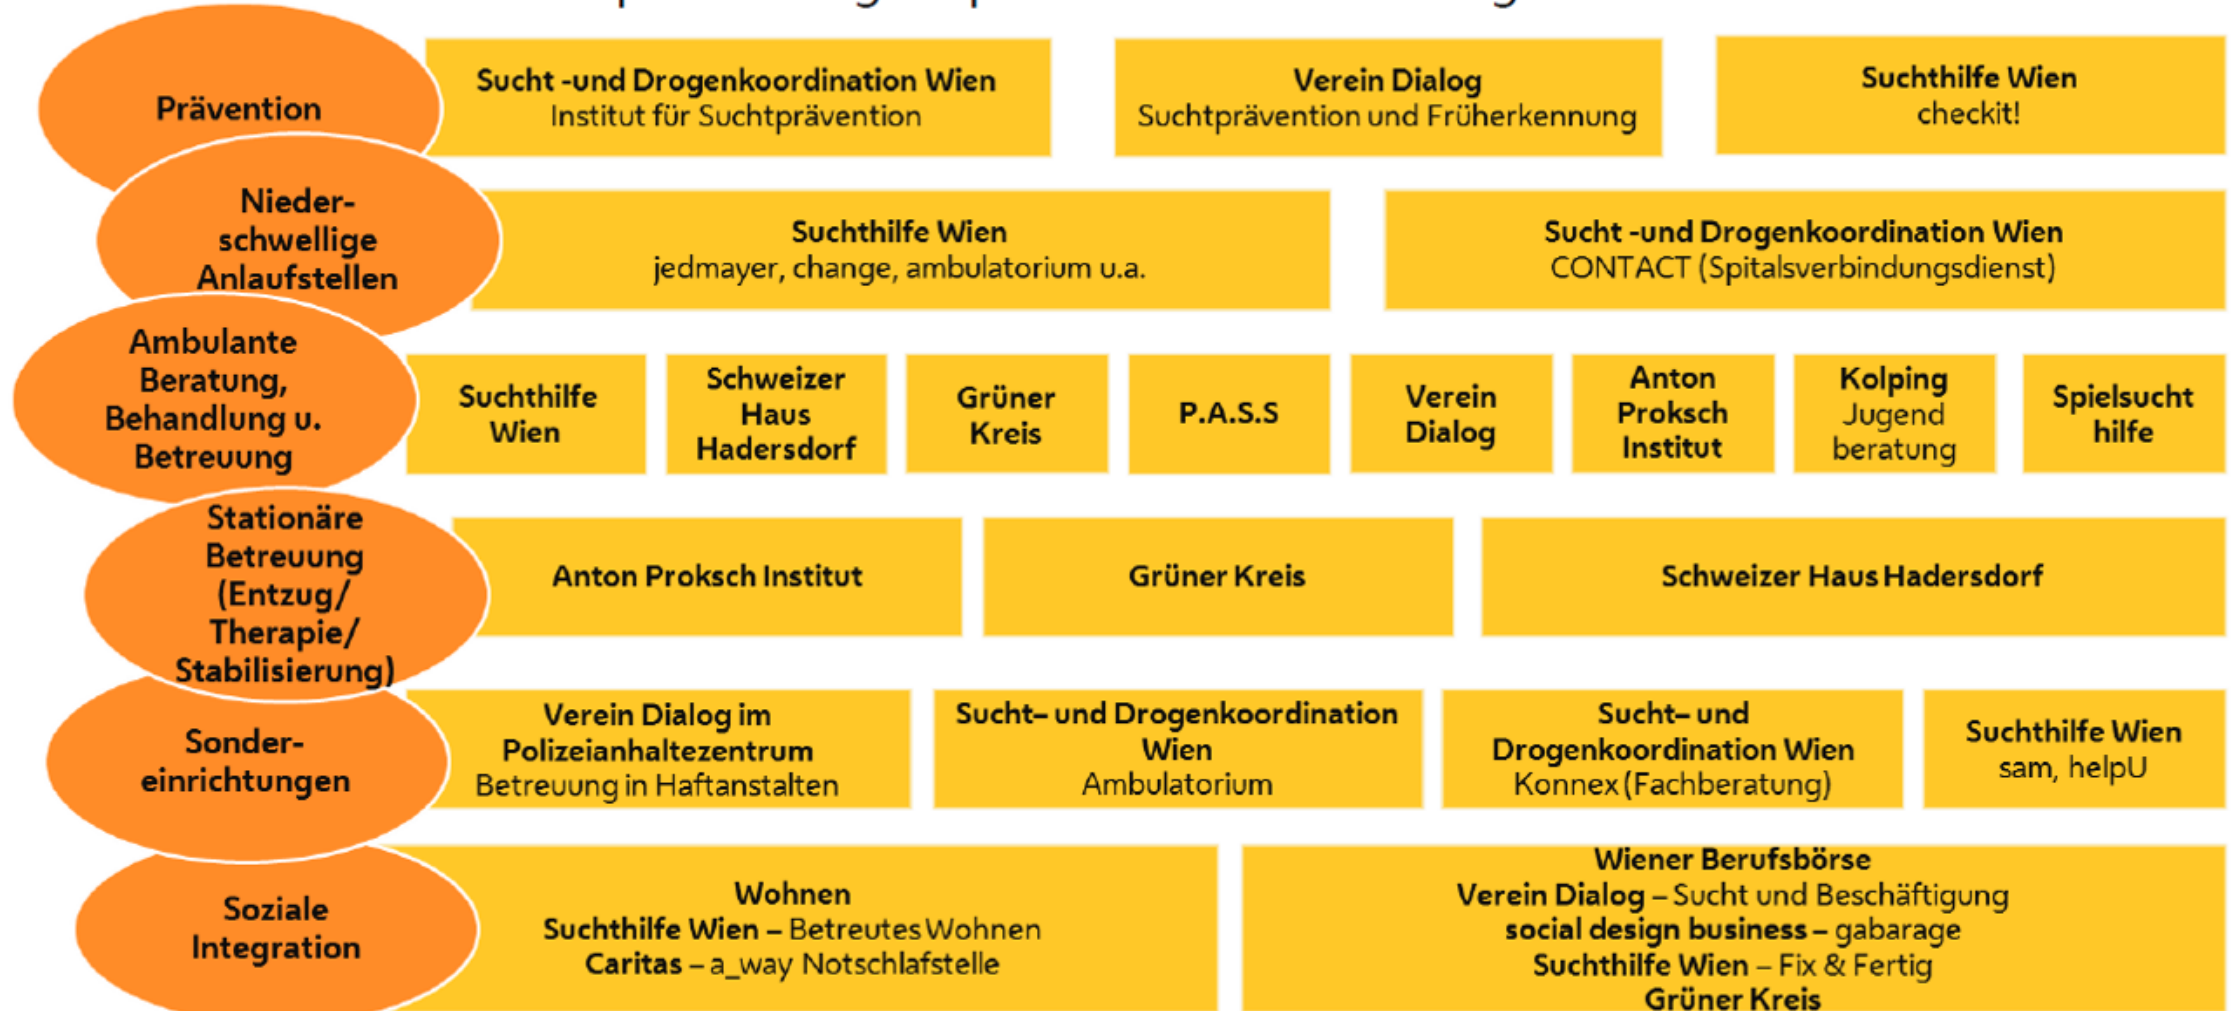 Prävention
Sucht -und Drogenkoordination Wien
Institut für Suchtprävention
Verein Dialog
Suchtprävention und Früherkennung
Suchthilfe Wien
checkit!
Nieder-
schwellige
Anlaufstellen
Suchthilfe Wien
jedmayer, change, ambulatorium u.a.
Sucht -und Drogenkoordination Wien
CONTACT (Spitalsverbindungsdienst)
Ambulante
Beratung,
Behandlung u.
Betreuung
Suchthilfe
Wien
Schweizer
Haus
Hadersdorf
Grüner
Kreis
P.A.S.S
Verein
Dialog
Anton
Proksch
Institut
Kolping
Jugend
beratung
Spielsucht
hilfe
Stationäre
Betreuung
(Entzug/
Therapie/
Stabilisierung)
Anton Proksch Institut
Grüner Kreis
Schweizer Haus Hadersdorf
Sonder-
einrichtungen
Verein Dialog im
Polizeianhaltezentrum
Betreuung in Haftanstalten
Sucht– und Drogenkoordination
Wien
Ambulatorium
Sucht– und
Drogenkoordination Wien
Konnex (Fachberatung)
Suchthilfe Wien
sam, helpU
Soziale
Integration
Wohnen
Suchthilfe Wien – Betreutes Wohnen
Caritas – a_way Notschlafstelle
Wiener Berufsbörse
Verein Dialog – Sucht und Beschäftigung
social design business – gabarage
Suchthilfe Wien – Fix & Fertig
Grüner Kreis